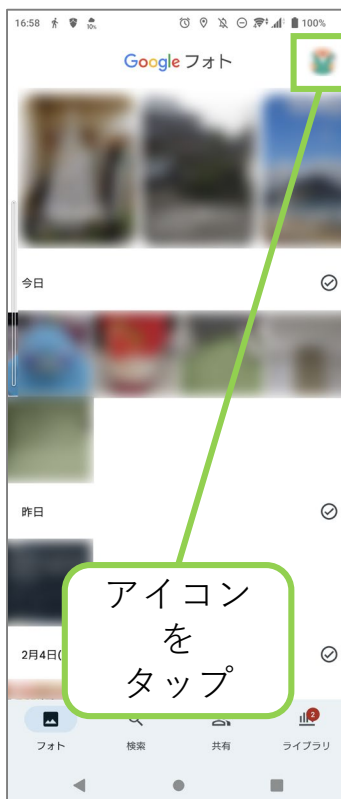 16:58 10% 100%
Google フォト
今日
昨日
2月4日(
アイコン
を
タップ
2
フォト 検索 共有 ライブラリ